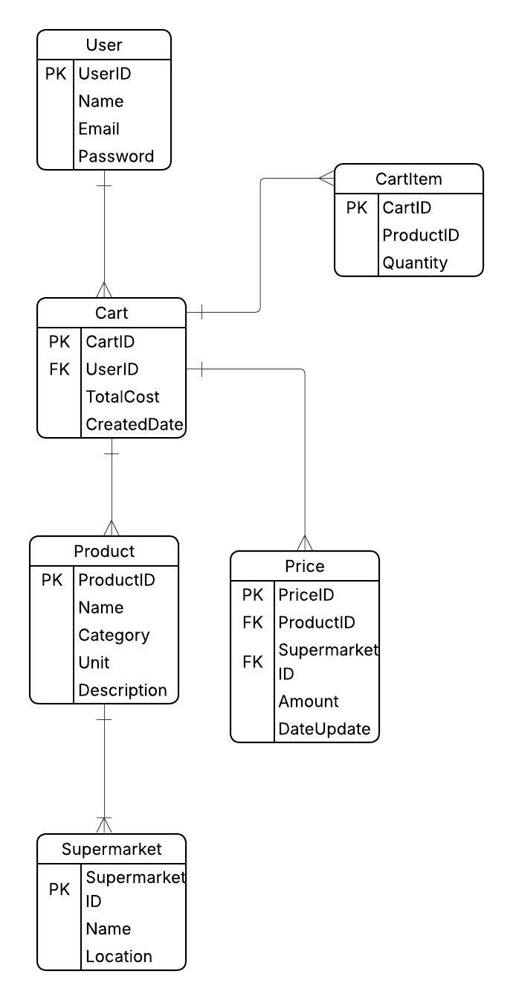 User
PK UserID
Name
Email
Password
CartItem
PK CartID
ProductID
Quantity
Cart
PK CartID
FK UserID
TotalCost
CreatedDate
Product
PK ProductID
Name
Category
Unit
Description
Price
PK PriceID
FK ProductID
FK Supermarket
ID
Amount
DateUpdate
Supermarket
PK Supermarket
ID
Name
Location